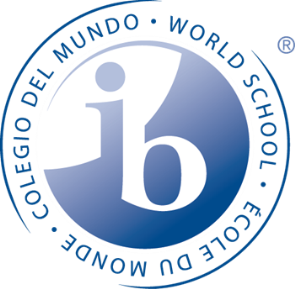 COLEGIO DEL MUNDO · WORLD SCHOOL · ÉCOLE DU MONDE ·
®
ib